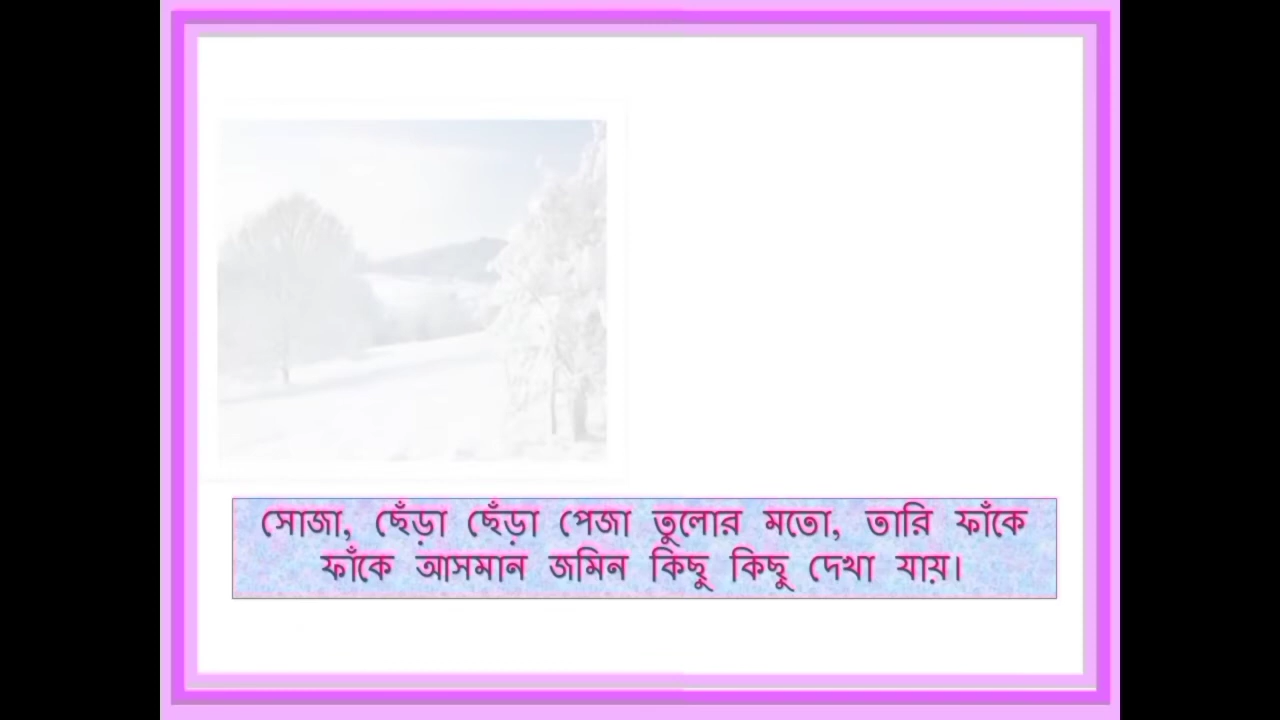 সোজা, ছেঁড়া ছেঁড়া পেজা তুলোর মতো, তারি ফাঁকে
ফাঁকে আসমান জমিন কিছু কিছু দেখা যায়।